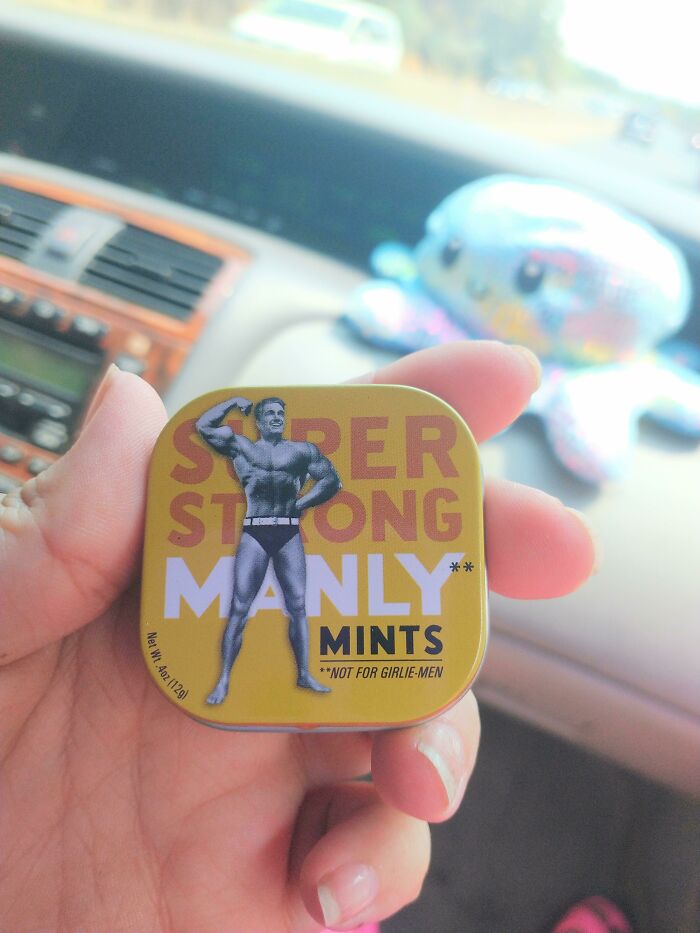 SUPER
STRONG
MANLY**
MINTS
**NOT FOR GIRLIE-MEN
Net Wt .4oz (12g)